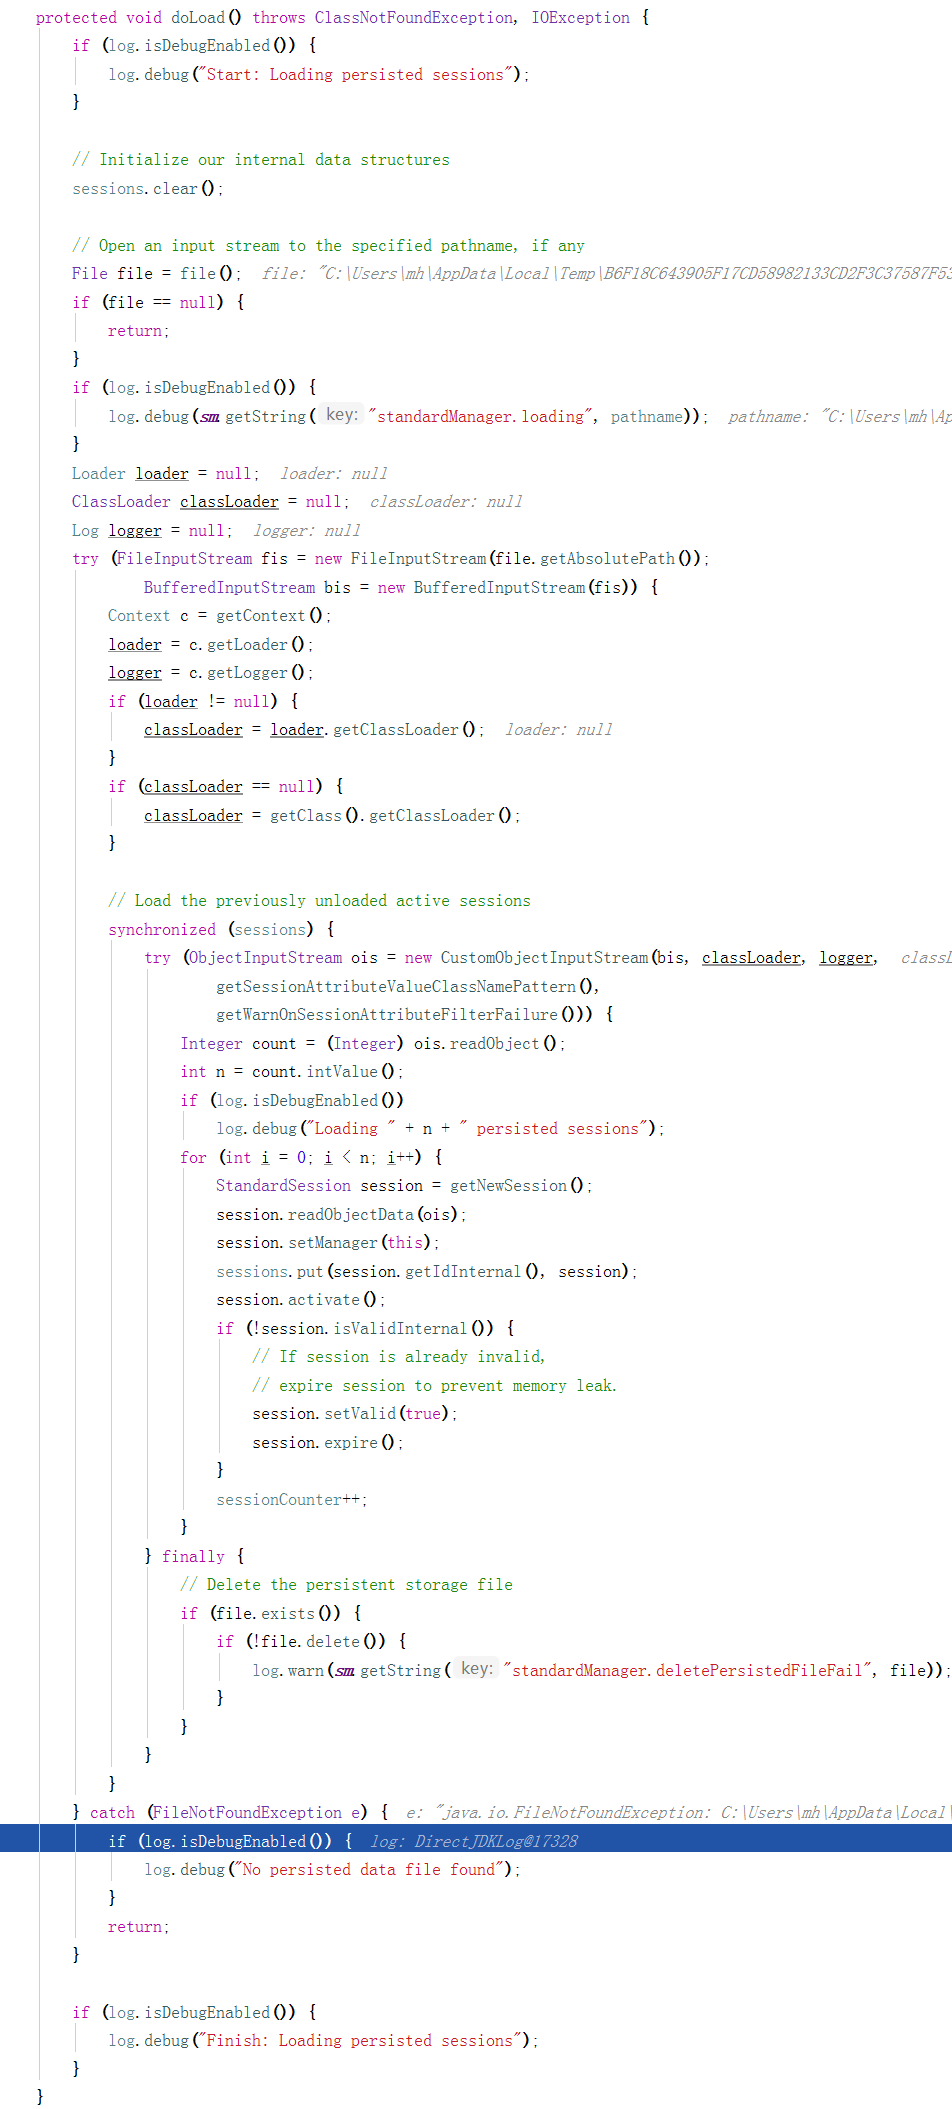 protected void doLoad() throws ClassNotFoundException, IOException {
if (log.isDebugEnabled()) {
log.debug("Start: Loading persisted sessions");
}
// Initialize our internal data structures
sessions.clear();
// Open an input stream to the specified pathname, if any
File file = file(); file: "C:\Users\mh\AppData\Local\Temp\B6F18C643905F17CD58982133CD2F3C37587F53
if (file == null) {
return;
}
if (log.isDebugEnabled()) {
log.debug(sm.getString( key: "standardManager.loading", pathname)); pathname: "C:\Users\mh\Ap
}
Loader loader = null; loader: null
ClassLoader classLoader = null; classLoader: null
Log logger = null; logger: null
try (FileInputStream fis = new FileInputStream(file.getAbsolutePath());
BufferedInputStream bis = new BufferedInputStream(fis)) {
Context c = getContext();
loader = c.getLoader();
logger = c.getLogger();
if (loader != null) {
classLoader = loader.getClassLoader(); loader: null
}
if (classLoader == null) {
classLoader = getClass().getClassLoader();
}
// Load the previously unloaded active sessions
synchronized (sessions) {
try (ObjectInputStream ois = new CustomObjectInputStream(bis, classLoader, logger, classL
getSessionAttributeValueClassNamePattern(),
getWarnOnSessionAttributeFilterFailure())) {
Integer count = (Integer) ois.readObject();
int n = count.intValue();
if (log.isDebugEnabled())
log.debug("Loading " + n + " persisted sessions");
for (int i = 0; i < n; i++) {
StandardSession session = getNewSession();
session.readObjectData(ois);
session.setManager(this);
sessions.put(session.getIdInternal(), session);
session.activate();
if (!session.isValidInternal()) {
// If session is already invalid,
// expire session to prevent memory leak.
session.setValid(true);
session.expire();
}
sessionCounter++;
}
} finally {
// Delete the persistent storage file
if (file.exists()) {
if (!file.delete()) {
log.warn(sm.getString( key: "standardManager.deletePersistedFileFail", file));
}
}
}
}
} catch (FileNotFoundException e) { e: "java.io.FileNotFoundException: C:\Users\mh\AppData\Local\
if (log.isDebugEnabled()) { log: DirectJDKLog@17328
log.debug("No persisted data file found");
}
return;
}
if (log.isDebugEnabled()) {
log.debug("Finish: Loading persisted sessions");
}
}